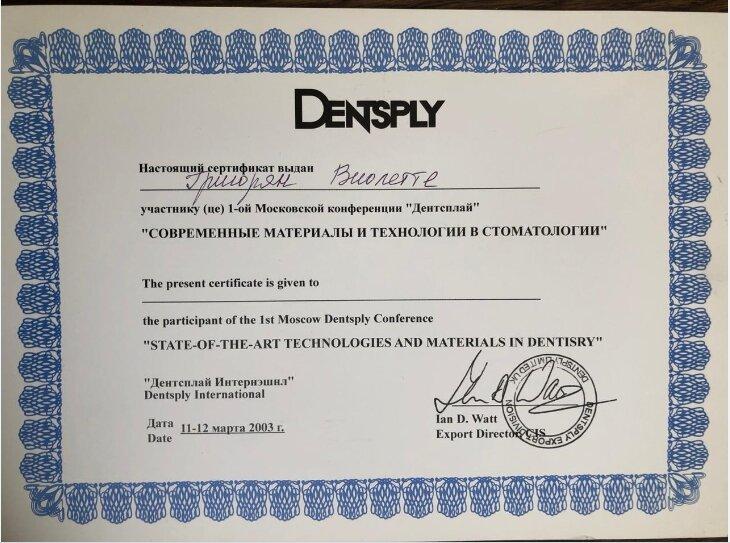 DENTSPLY
Настоящий сертификат выдан
Григорян Виолетте
участнику (це) 1-ой Московской конференции "Дентсплай"
"СОВРЕМЕННЫЕ МАТЕРИАЛЫ И ТЕХНОЛОГИИ В СТОМАТОЛОГИИ"
The present certificate is given to
the participant of the 1st Moscow Dentsply Conference
"STATE-OF-THE-ART TECHNOLOGIES AND MATERIALS IN DENTISRY"
"Дентсплай Интернэшнл"
Dentsply International
Ian D. Watt
Export Director CIS
DENTSPLY LIMITED UK
DENTSPLY EXPORT DIVISION
Дата 11-12 марта 2003 г.
Date